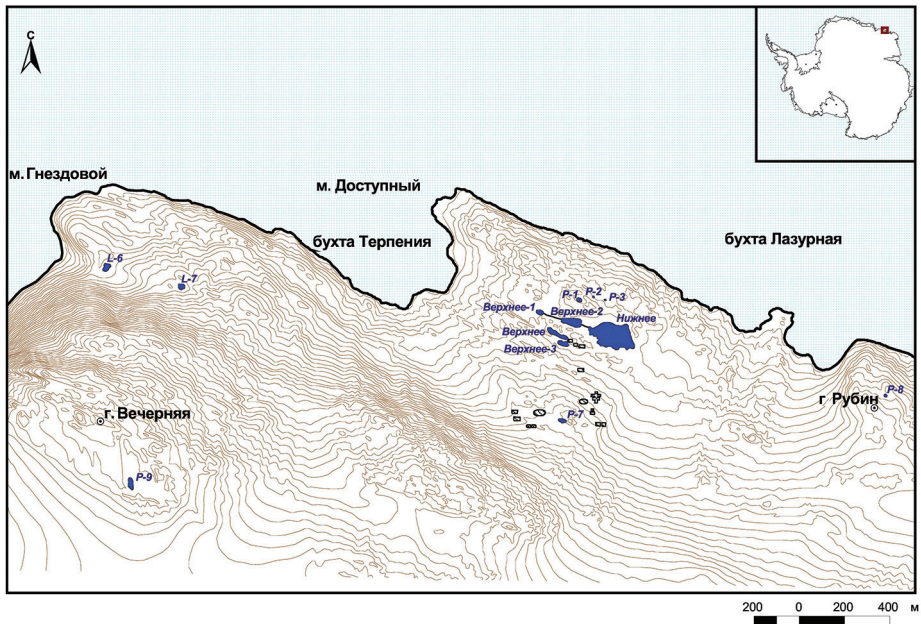 С
м. Гнездовой
м. Доступный
бухта Терпения
бухта Лазурная
L-6
L-7
P-1
P-2
P-3
Верхнее-1
Верхнее-2
Нижнее
Верхнее
Верхнее-3
P-8
г Рубин
г. Вечерняя
P-7
P-9
200 0 200 400 м